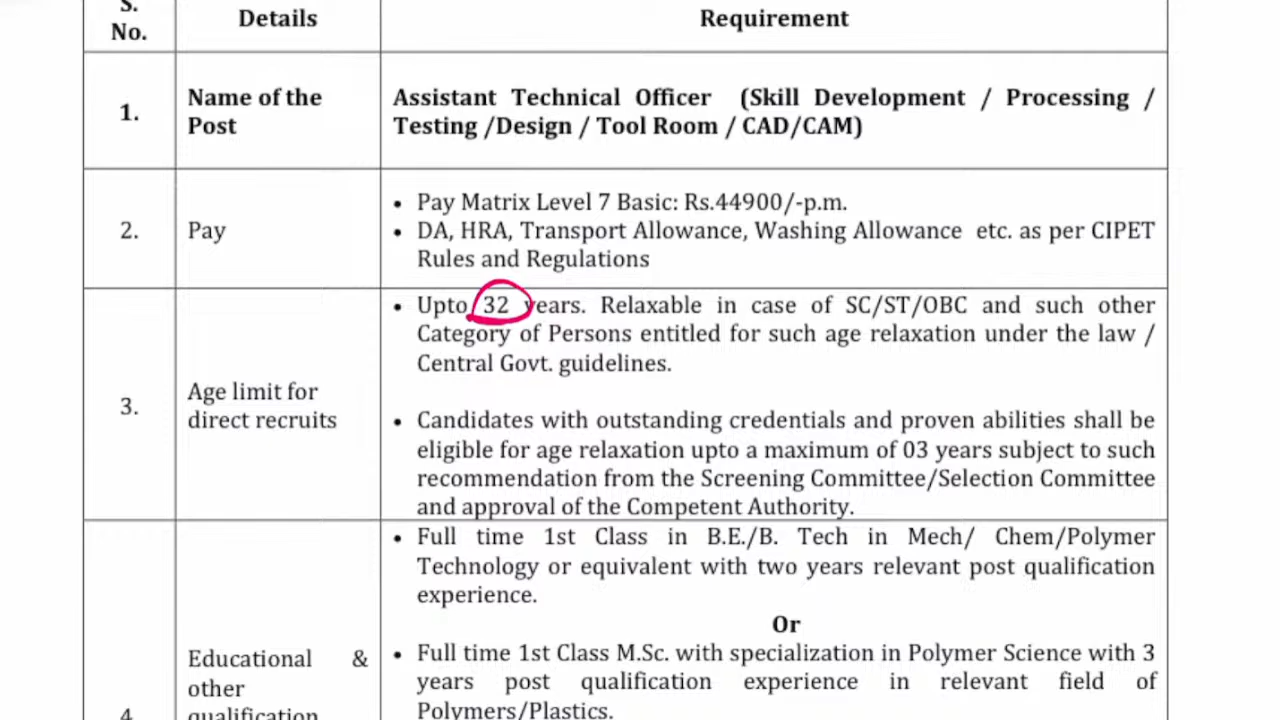 S.
No.
Details
Requirement
1.
Name of the
Post
Assistant Technical Officer (Skill Development / Processing /
Testing /Design / Tool Room / CAD/CAM)
2.
Pay
• Pay Matrix Level 7 Basic: Rs.44900/-p.m.
• DA, HRA, Transport Allowance, Washing Allowance etc. as per CIPET
Rules and Regulations
3.
Age limit for
direct recruits
• Upto 32 years. Relaxable in case of SC/ST/OBC and such other
Category of Persons entitled for such age relaxation under the law /
Central Govt. guidelines.
• Candidates with outstanding credentials and proven abilities shall be
eligible for age relaxation upto a maximum of 03 years subject to such
recommendation from the Screening Committee/Selection Committee
and approval of the Competent Authority.
4.
Educational &
other
qualification
• Full time 1st Class in B.E./B. Tech in Mech/ Chem/Polymer
Technology or equivalent with two years relevant post qualification
experience.
Or
• Full time 1st Class M.Sc. with specialization in Polymer Science with 3
years post qualification experience in relevant field of
Polymers/Plastics.